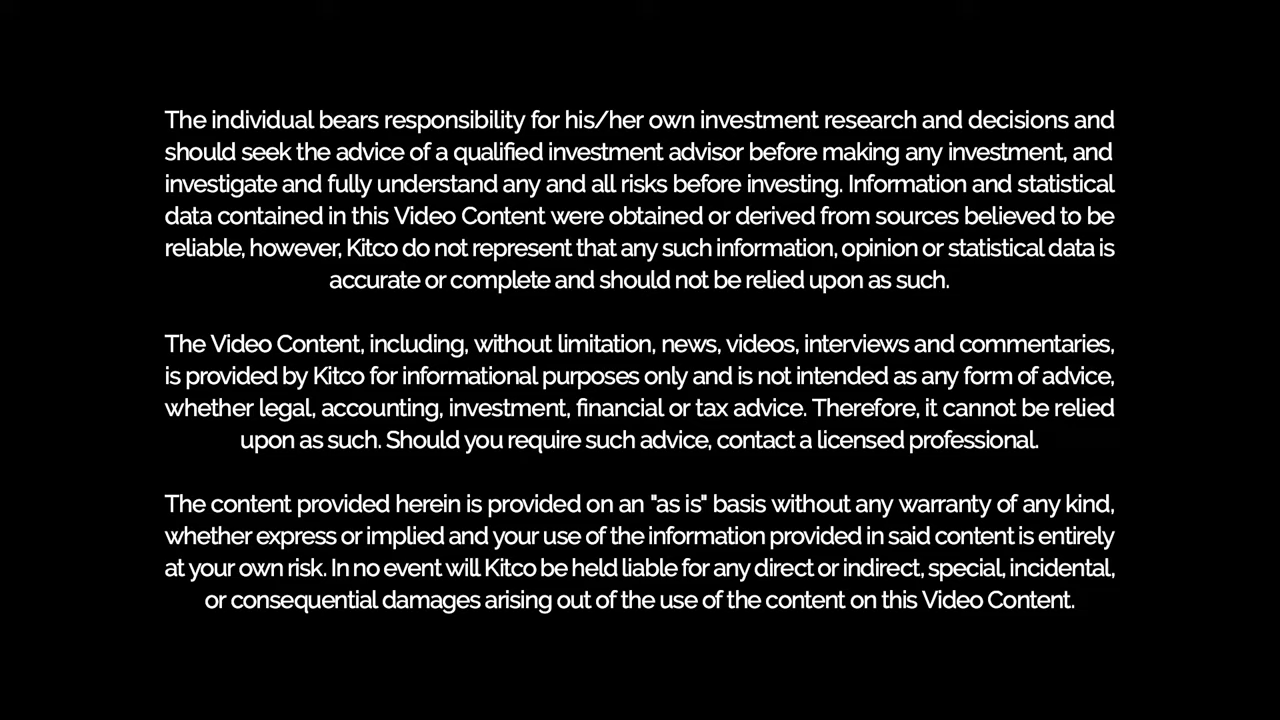 The individual bears responsibility for his/her own investment research and decisions and
should seek the advice of a qualified investment advisor before making any investment, and
investigate and fully understand any and all risks before investing. Information and statistical
data contained in this Video Content were obtained or derived from sources believed to be
reliable, however, Kitco do not represent that any such information, opinion or statistical data is
accurate or complete and should not be relied upon as such.
The Video Content, including, without limitation, news, videos, interviews and commentaries,
is provided by Kitco for informational purposes only and is not intended as any form of advice,
whether legal, accounting, investment, financial or tax advice. Therefore, it cannot be relied
upon as such. Should you require such advice, contact a licensed professional.
The content provided herein is provided on an "as is" basis without any warranty of any kind,
whether express or implied and your use of the information provided in said content is entirely
at your own risk. In no event will Kitco be held liable for any direct or indirect, special, incidental,
or consequential damages arising out of the use of the content on this Video Content.